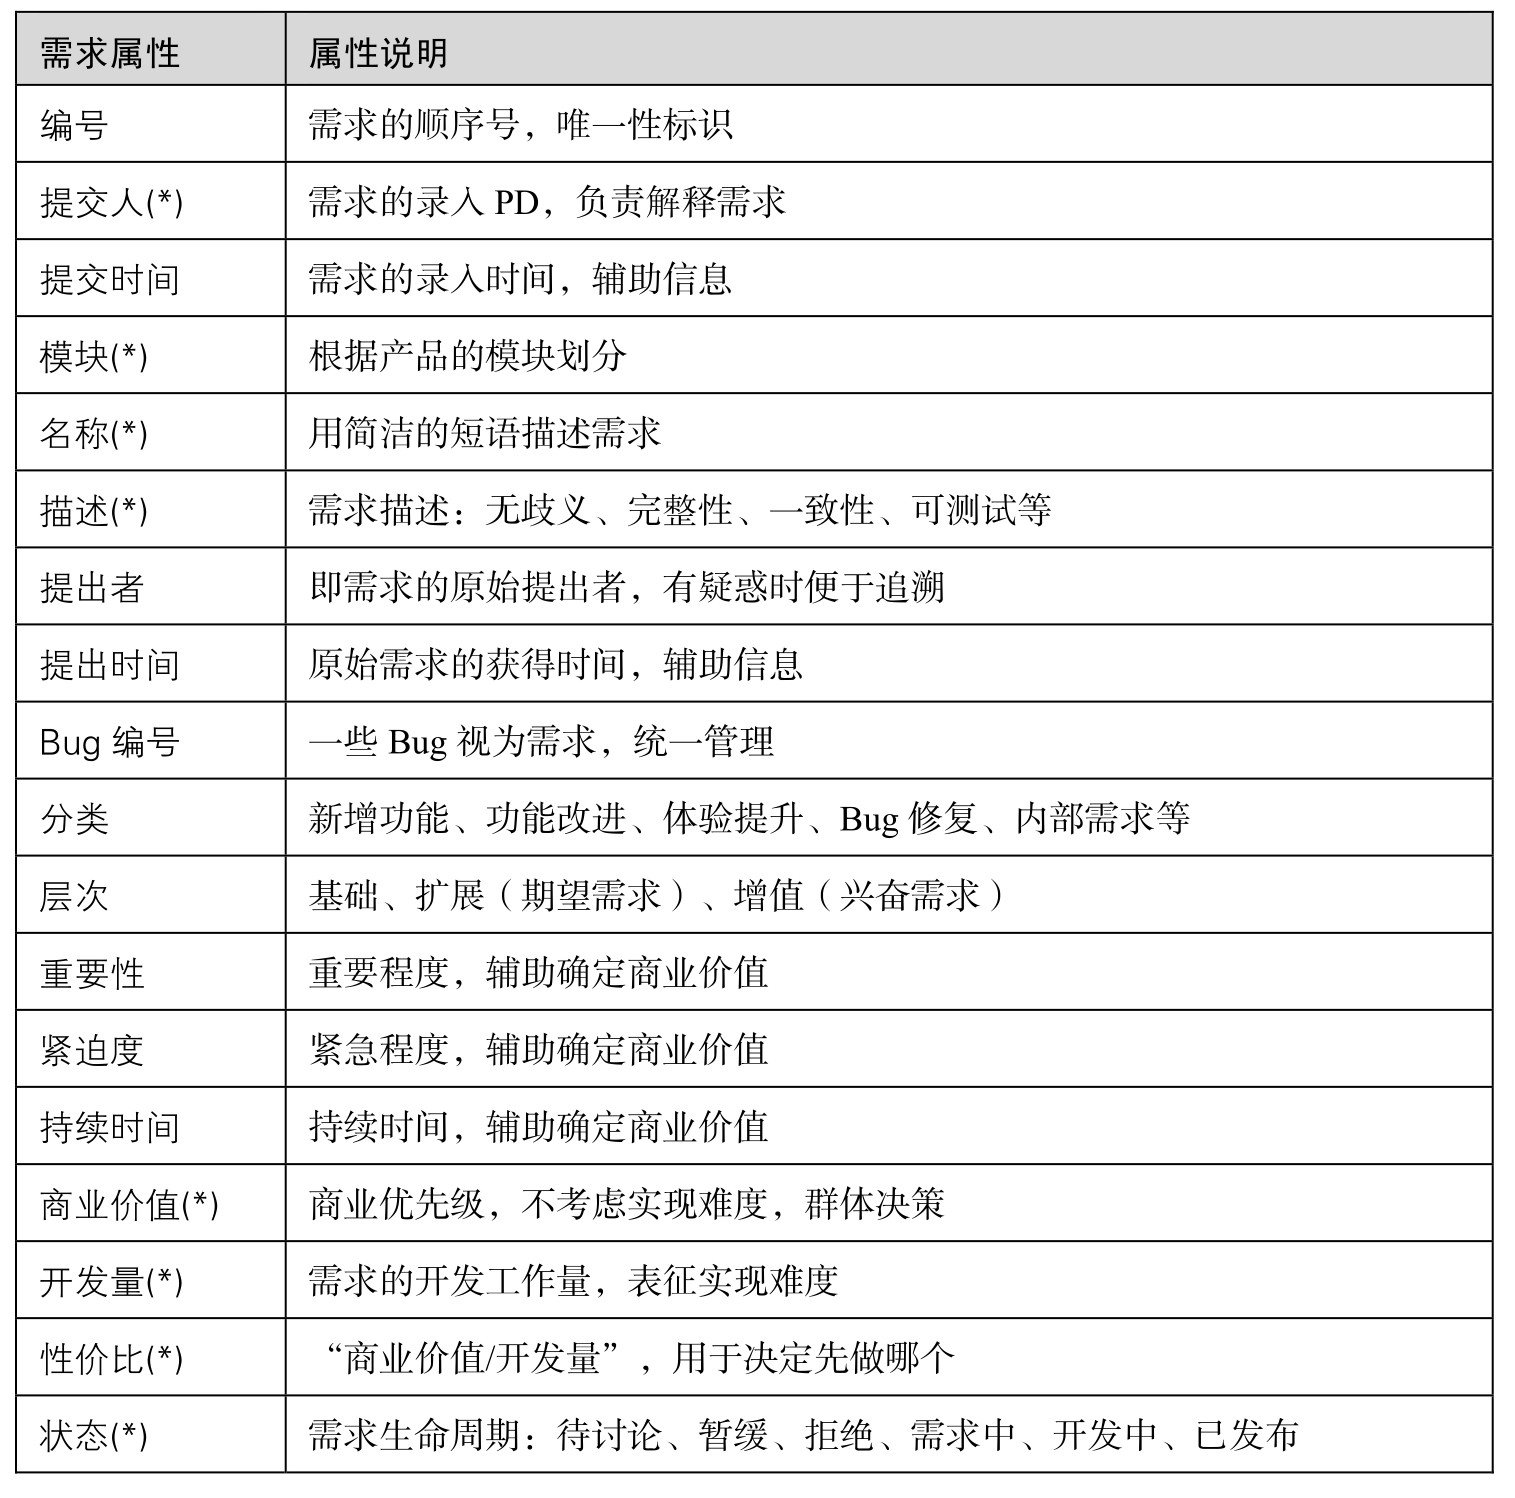 需求属性 属性说明
编号 需求的顺序号，唯一性标识
提交人(*) 需求的录入 PD，负责解释需求
提交时间 需求的录入时间，辅助信息
模块(*) 根据产品的模块划分
名称(*) 用简洁的短语描述需求
描述(*) 需求描述：无歧义、完整性、一致性、可测试等
提出者 即需求的原始提出者，有疑惑时便于追溯
提出时间 原始需求的获得时间，辅助信息
Bug 编号 一些 Bug 视为需求，统一管理
分类 新增功能、功能改进、体验提升、Bug 修复、内部需求等
层次 基础、扩展（期望需求）、增值（兴奋需求）
重要性 重要程度，辅助确定商业价值
紧迫度 紧急程度，辅助确定商业价值
持续时间 持续时间，辅助确定商业价值
商业价值(*) 商业优先级，不考虑实现难度，群体决策
开发量(*) 需求的开发工作量，表征实现难度
性价比(*) “商业价值/开发量”，用于决定先做哪个
状态(*) 需求生命周期：待讨论、暂缓、拒绝、需求中、开发中、已发布